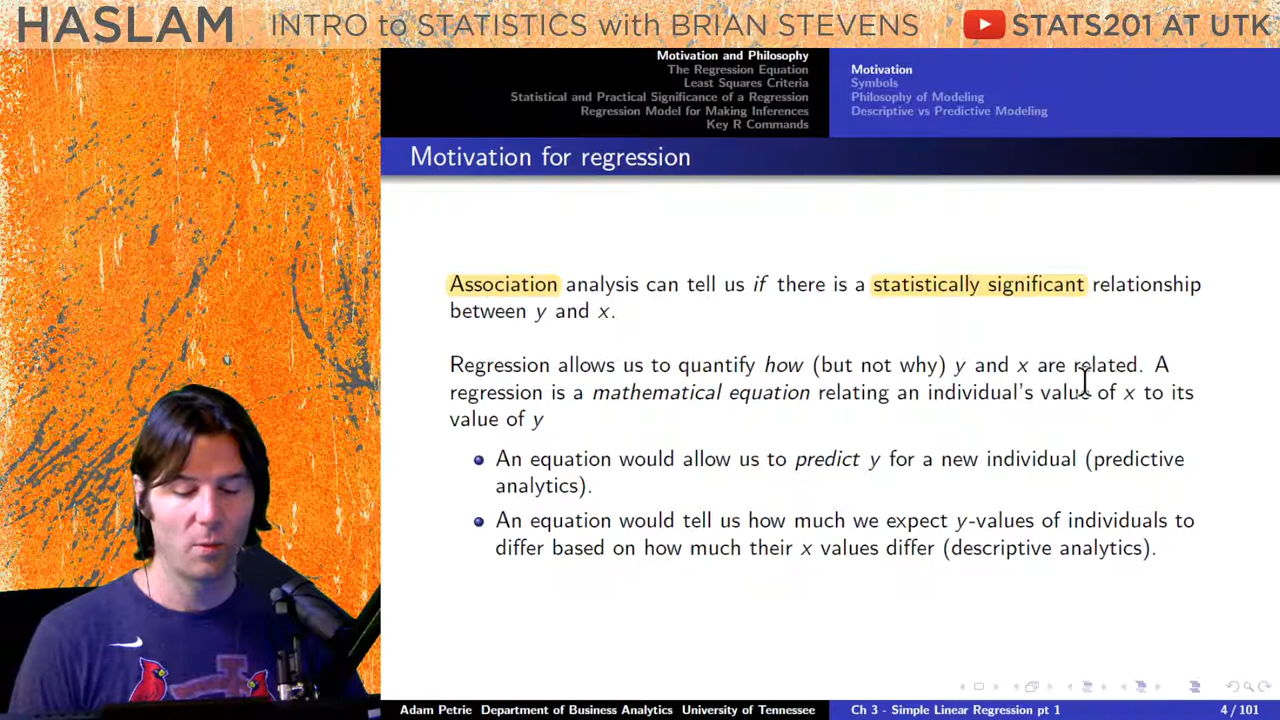 HASLAM INTRO to STATISTICS with BRIAN STEVENS STATS201 AT UTK
Motivation and Philosophy
The Regression Equation
Least Squares Criteria
Statistical and Practical Significance of a Regression
Regression Model for Making Inferences
Key R Commands
Motivation
Symbols
Philosophy of Modeling
Descriptive vs Predictive Modeling
Motivation for regression
Association analysis can tell us if there is a statistically significant relationship
between y and x.
Regression allows us to quantify how (but not why) y and x are related. A
regression is a mathematical equation relating an individual's value of x to its
value of y
An equation would allow us to predict y for a new individual (predictive
analytics).
An equation would tell us how much we expect y-values of individuals to
differ based on how much their x values differ (descriptive analytics).
Adam Petrie Department of Business Analytics University of Tennessee Ch 3 - Simple Linear Regression pt 1 4 / 101